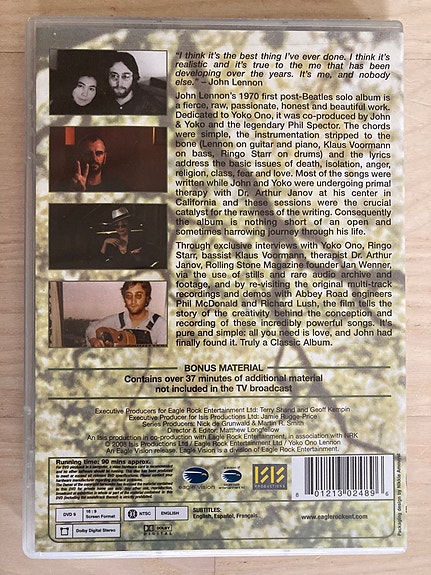 “I think it’s the best thing I’ve ever done. I think it’s
realistic and it’s true to the me that has been
developing over the years. It’s me, and nobody
else.” – John Lennon
John Lennon’s 1970 first post-Beatles solo album is
a fierce, raw, passionate, honest and beautiful work.
Dedicated to Yoko Ono, it was co-produced by John
& Yoko and the legendary Phil Spector. The chords
were simple, the instrumentation stripped to the
bone (Lennon on guitar and piano, Klaus Voormann
on bass, Ringo Starr on drums) and the lyrics
address the basic issues of death, isolation, anger,
religion, class, fear and love. Most of the songs were
written while John and Yoko were undergoing primal
therapy with Dr. Arthur Janov at his center in
California and these sessions were the crucial
catalyst for the rawness of the writing. Consequently
the album is nothing short of an open and
sometimes harrowing journey through his life.
Through exclusive interviews with Yoko Ono, Ringo
Starr, bassist Klaus Voormann, therapist Dr. Arthur
Janov, Rolling Stone Magazine founder Jan Wenner,
via the use of stills and rare audio archive and
footage, and by re-visiting the original multi-track
recordings and demos with Abbey Road engineers
Phil McDonald and Richard Lush, the film tells the
story of the creativity behind the conception and
recording of these incredibly powerful songs. It’s
pure and simple: all you need is love, and John had
finally found it. Truly a Classic Album.
BONUS MATERIAL
Contains over 37 minutes of additional material
not included in the TV broadcast
Executive Producers for Eagle Rock Entertainment Ltd: Terry Shand and Geoff Kempin
Executive Producer for Isis Productions Ltd: Jamie Rugge-Price
Series Producers: Nick de Grunwald & Martin R. Smith
Director & Editor: Matthew Longfellow
An Isis production in co-production with Eagle Rock Entertainment, in association with NRK
© 2008 Isis Productions Ltd / Eagle Rock Entertainment Ltd / Yoko Ono Lennon
An Eagle Vision release. Eagle Vision is a division of Eagle Rock Entertainment.
Running time: 90 mins approx.
eagle vision
ISIS
PRODUCTIONS
8 01213 02489 6
DVD 9
16 : 9
Screen Format
NTSC
ENGLISH
SUBTITLES:
English, Español, Français
Dolby Digital Stereo
DOLBY
DIGITAL
www.eaglerockent.com